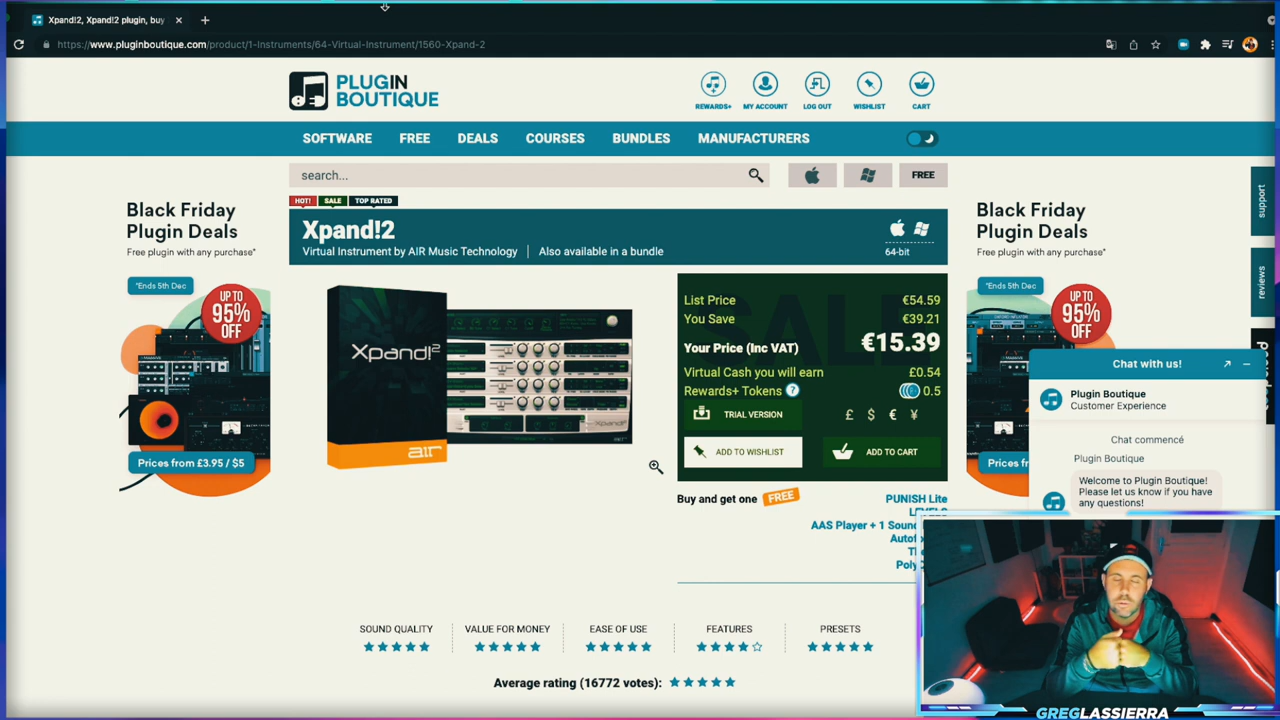 Xpand!2, Xpand!2 plugin, buy
https://www.pluginboutique.com/product/1-Instruments/64-Virtual-Instrument/1560-Xpand-2
PLUGIN
BOUTIQUE
REWARDS+
MY ACCOUNT
LOG OUT
WISHLIST
CART
SOFTWARE
FREE
DEALS
COURSES
BUNDLES
MANUFACTURERS
search...
FREE
HOT!
SALE
TOP RATED
Xpand!2
Virtual Instrument by AIR Music Technology
Also available in a bundle
64-bit
support
reviews
Black Friday
Plugin Deals
Free plugin with any purchase*
*Ends 5th Dec
UP TO
95%
OFF
Prices from £3.95 / $5
Xpand!2
air
List Price €54.59
You Save €39.21
Your Price (Inc VAT) €15.39
Virtual Cash you will earn £0.54
Rewards+ Tokens ? 0.5
TRIAL VERSION
£ $ € ¥
ADD TO WISHLIST
ADD TO CART
Buy and get one FREE
PUNISH Lite
LEVELS
AAS Player + 1 Soun
Autof
Th
Poly
Black Friday
Plugin Deals
Free plugin with any purchase*
*Ends 5th Dec
UP TO
95%
OFF
Prices f
Chat with us!
Plugin Boutique
Customer Experience
Chat commencé
Plugin Boutique
Welcome to Plugin Boutique!
Please let us know if you have
any questions!
SOUND QUALITY
VALUE FOR MONEY
EASE OF USE
FEATURES
PRESETS
Average rating (16772 votes):
GREGLASSIERRA